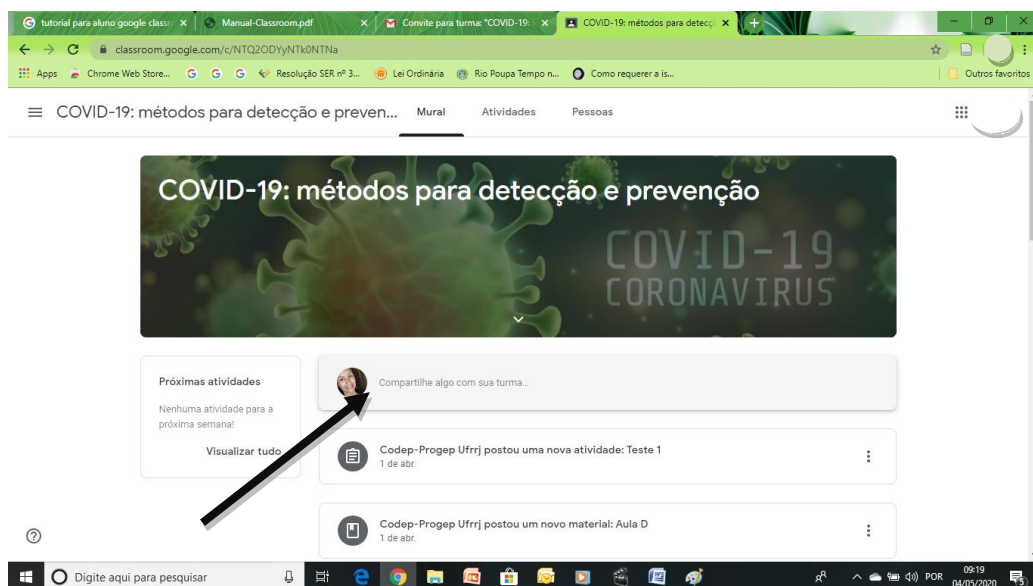 tutorial para aluno google classr
Manual-Classroom.pdf
Convite para turma: "COVID-19:
COVID-19: métodos para detecç
classroom.google.com/c/NTQ2ODYyNTk0NTNa
Apps
Chrome Web Store...
Resolução SER nº 3...
Lei Ordinária
Rio Poupa Tempo n...
Como requerer a is...
Outros favoritos
COVID-19: métodos para detecção e preven...
Mural
Atividades
Pessoas
COVID-19: métodos para detecção e prevenção
COVID-19
CORONAVIRUS
Próximas atividades
Nenhuma atividade para a
próxima semana!
Visualizar tudo
Compartilhe algo com sua turma...
Codep-Progep Ufrrj postou uma nova atividade: Teste 1
1 de abr.
Codep-Progep Ufrrj postou um novo material: Aula D
1 de abr.
Digite aqui para pesquisar
POR
09:19
04/05/2020